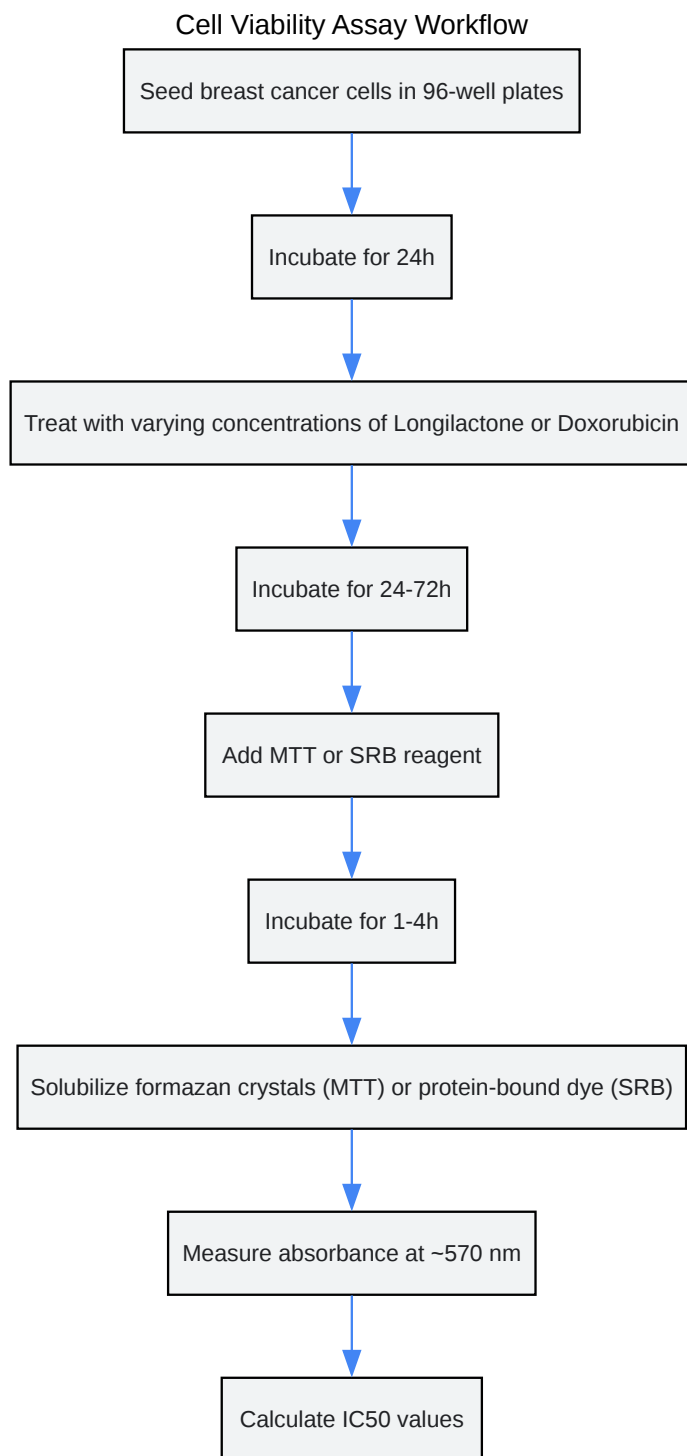 Cell Viability Assay Workflow
Seed breast cancer cells in 96-well plates
Incubate for 24h
Treat with varying concentrations of Longilactone or Doxorubicin
Incubate for 24-72h
Add MTT or SRB reagent
Incubate for 1-4h
Solubilize formazan crystals (MTT) or protein-bound dye (SRB)
Measure absorbance at ~570 nm
Calculate IC50 values